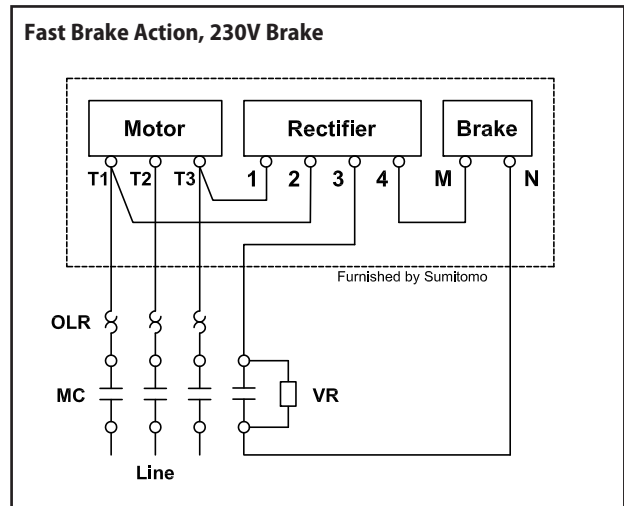 Fast Brake Action, 230V Brake
Motor Rectifier Brake
T1 T2 T3 1 2 3 4 M N
Furnished by Sumitomo
OLR
MC VR
Line